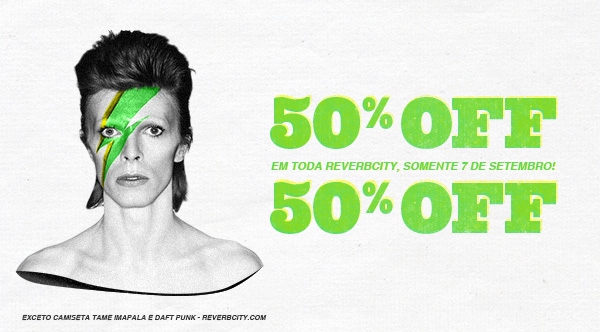 50% OFF
EM TODA REVERBCITY, SOMENTE 7 DE SETEMBRO!
50% OFF
EXCETO CAMISETA TAME IMAPALA E DAFT PUNK - REVERBCITY.COM